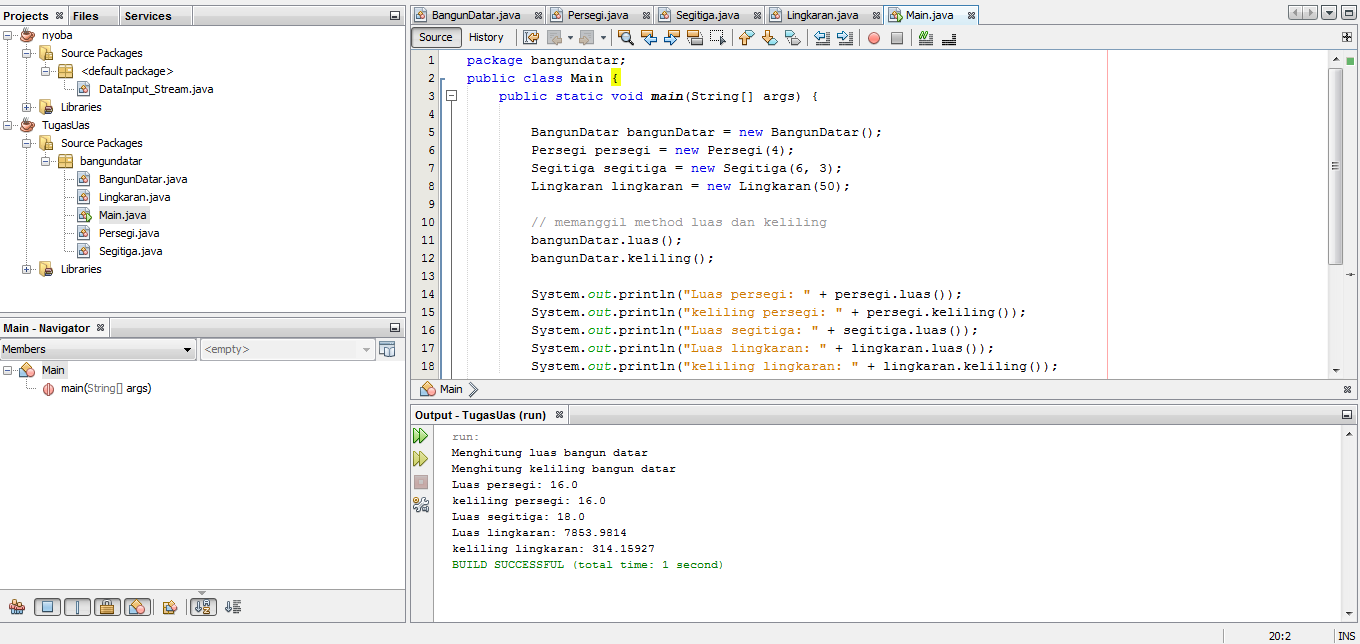 Projects Files Services
nyoba
Source Packages
<default package>
DataInput_Stream.java
Libraries
TugasUas
Source Packages
bangundatar
BangunDatar.java
Lingkaran.java
Main.java
Persegi.java
Segitiga.java
Libraries
Main - Navigator
Members <empty>
Main
main(String[] args)
BangunDatar.java Persegi.java Segitiga.java Lingkaran.java Main.java
Source History
1 package bangundatar;
2 public class Main {
3 public static void main(String[] args) {
4
5 BangunDatar bangunDatar = new BangunDatar();
6 Persegi persegi = new Persegi(4);
7 Segitiga segitiga = new Segitiga(6, 3);
8 Lingkaran lingkaran = new Lingkaran(50);
9
10 // memanggil method luas dan keliling
11 bangunDatar.luas();
12 bangunDatar.keliling();
13
14 System.out.println("Luas persegi: " + persegi.luas());
15 System.out.println("keliling persegi: " + persegi.keliling());
16 System.out.println("Luas segitiga: " + segitiga.luas());
17 System.out.println("Luas lingkaran: " + lingkaran.luas());
18 System.out.println("keliling lingkaran: " + lingkaran.keliling());
Main
Output - TugasUas (run)
run:
Menghitung luas bangun datar
Menghitung keliling bangun datar
Luas persegi: 16.0
keliling persegi: 16.0
Luas segitiga: 18.0
Luas lingkaran: 7853.9814
keliling lingkaran: 314.15927
BUILD SUCCESSFUL (total time: 1 second)
20:2 INS